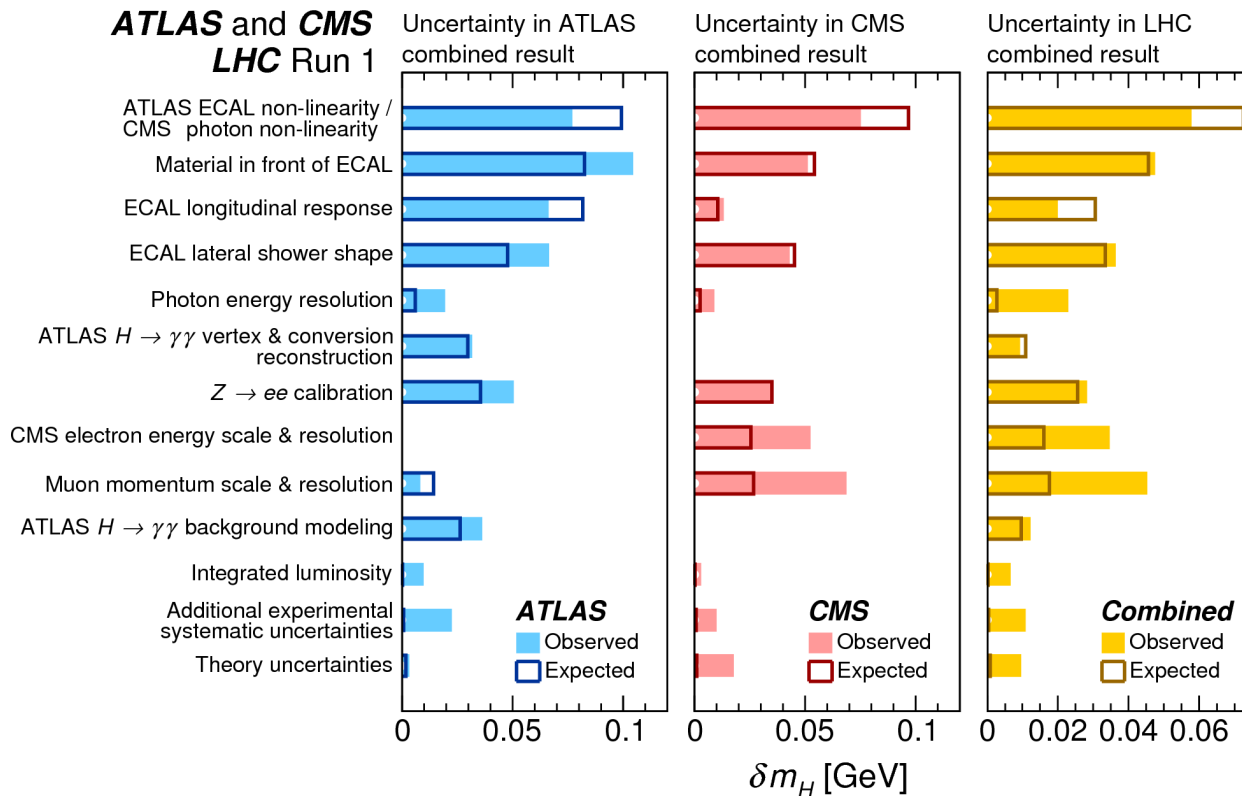 ATLAS and CMS
LHC Run 1
Uncertainty in ATLAS
combined result
Uncertainty in CMS
combined result
Uncertainty in LHC
combined result
ATLAS ECAL non-linearity /
CMS photon non-linearity
Material in front of ECAL
ECAL longitudinal response
ECAL lateral shower shape
Photon energy resolution
ATLAS H → γγ vertex & conversion
reconstruction
Z → ee calibration
CMS electron energy scale & resolution
Muon momentum scale & resolution
ATLAS H → γγ background modeling
Integrated luminosity
Additional experimental
systematic uncertainties
Theory uncertainties
ATLAS
Observed
Expected
CMS
Observed
Expected
Combined
Observed
Expected
0 0.05 0.1
0 0.05 0.1
0 0.02 0.04 0.06
δm_H [GeV]